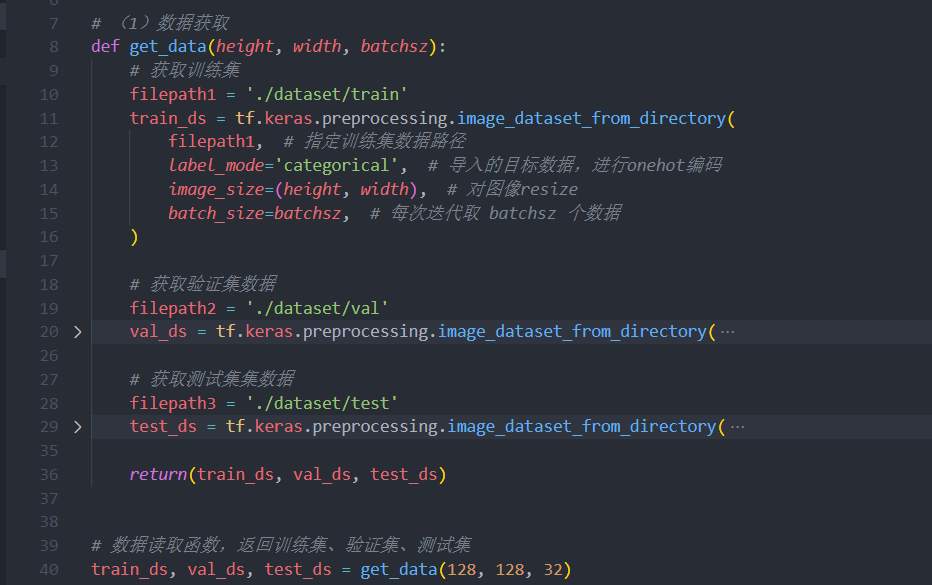 7 # （1）数据获取
8 def get_data(height, width, batchsz):
9 # 获取训练集
10 filepath1 = './dataset/train'
11 train_ds = tf.keras.preprocessing.image_dataset_from_directory(
12 filepath1,  # 指定训练集数据路径
13 label_mode='categorical',  # 导入的目标数据，进行onehot编码
14 image_size=(height, width),  # 对图像resize
15 batch_size=batchsz,  # 每次迭代取 batchsz 个数据
16 )
17
18 # 获取验证集数据
19 filepath2 = './dataset/val'
20 val_ds = tf.keras.preprocessing.image_dataset_from_directory(…
26
27 # 获取测试集集数据
28 filepath3 = './dataset/test'
29 test_ds = tf.keras.preprocessing.image_dataset_from_directory(…
35
36 return(train_ds, val_ds, test_ds)
37
38
39 # 数据读取函数，返回训练集、验证集、测试集
40 train_ds, val_ds, test_ds = get_data(128, 128, 32)